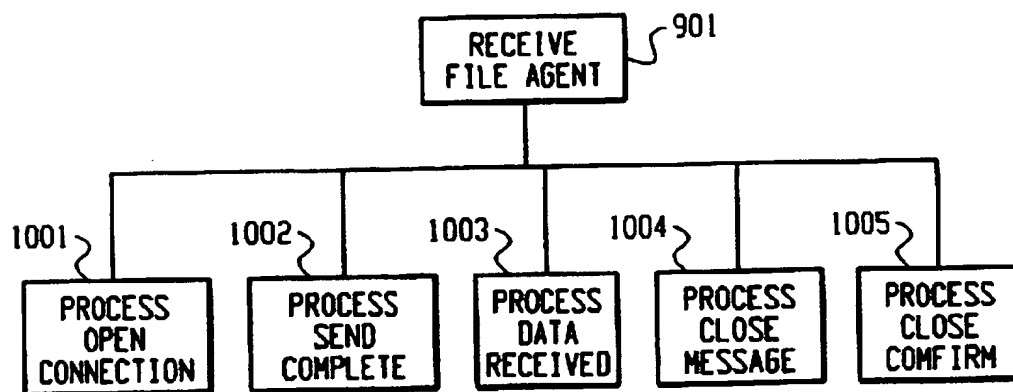 RECEIVE
FILE AGENT
901
1001
PROCESS
OPEN
CONNECTION
1002
PROCESS
SEND
COMPLETE
1003
PROCESS
DATA
RECEIVED
1004
PROCESS
CLOSE
MESSAGE
1005
PROCESS
CLOSE
COMFIRM